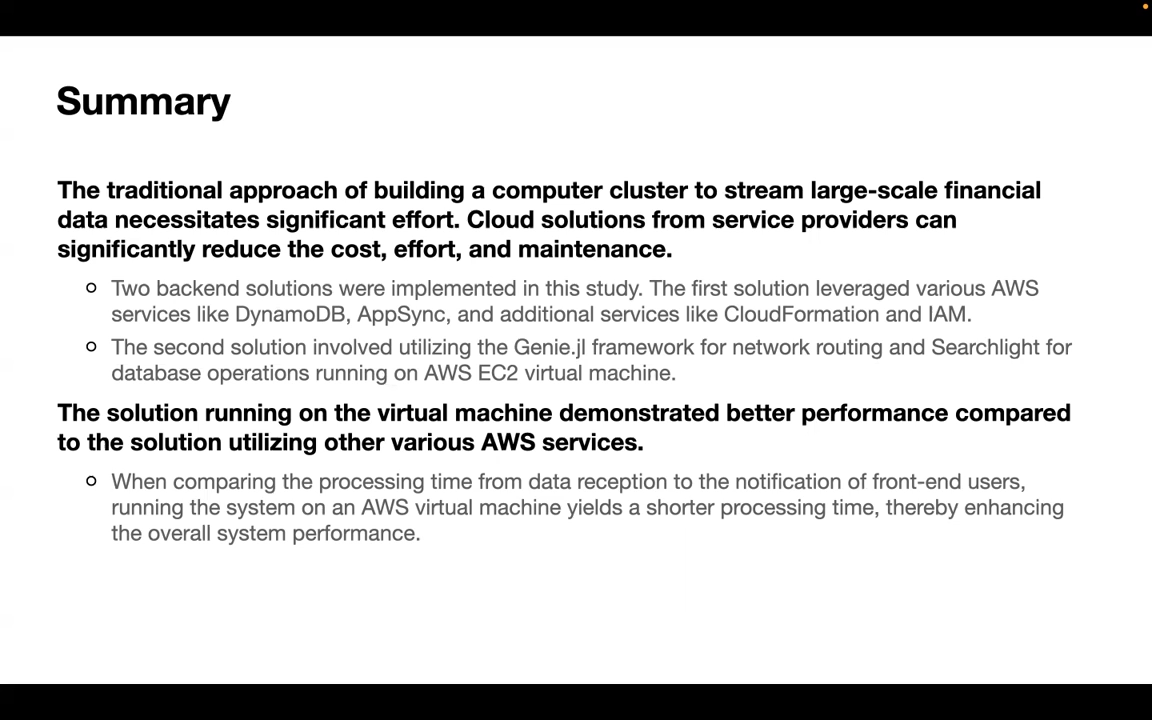 Summary
The traditional approach of building a computer cluster to stream large-scale financial
data necessitates significant effort. Cloud solutions from service providers can
significantly reduce the cost, effort, and maintenance.
Two backend solutions were implemented in this study. The first solution leveraged various AWS
services like DynamoDB, AppSync, and additional services like CloudFormation and IAM.
The second solution involved utilizing the Genie.jl framework for network routing and Searchlight for
database operations running on AWS EC2 virtual machine.
The solution running on the virtual machine demonstrated better performance compared
to the solution utilizing other various AWS services.
When comparing the processing time from data reception to the notification of front-end users,
running the system on an AWS virtual machine yields a shorter processing time, thereby enhancing
the overall system performance.